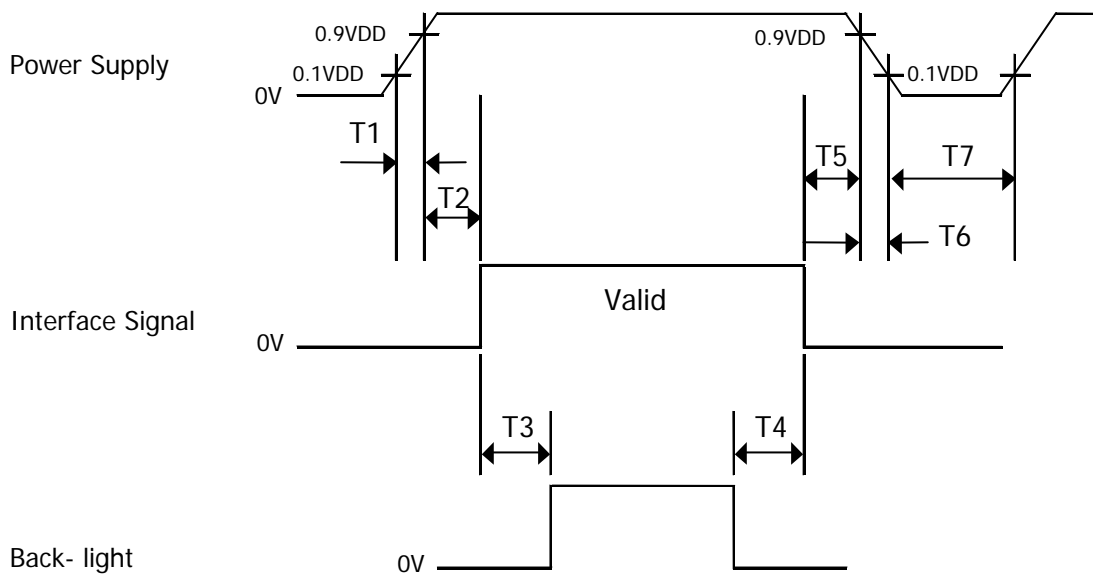 0.9VDD
0.9VDD
Power Supply
0.1VDD
0.1VDD
0V
T1
T5
T7
T2
T6
Valid
Interface Signal
0V
T3
T4
Back- light
0V